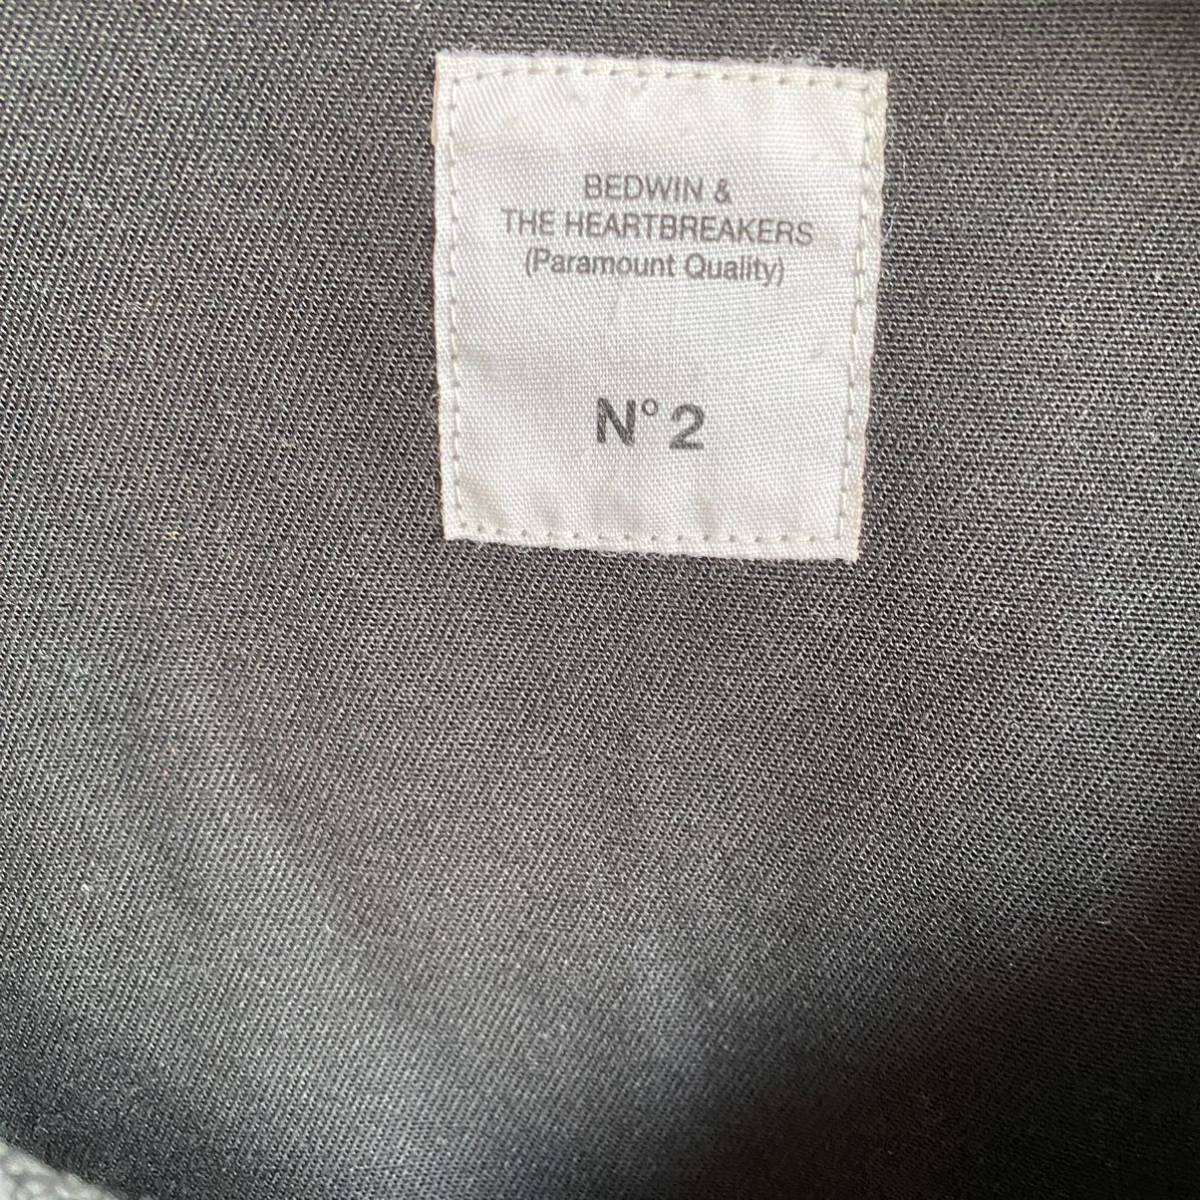 BEDWIN &
THE HEARTBREAKERS
(Paramount Quality)
N° 2